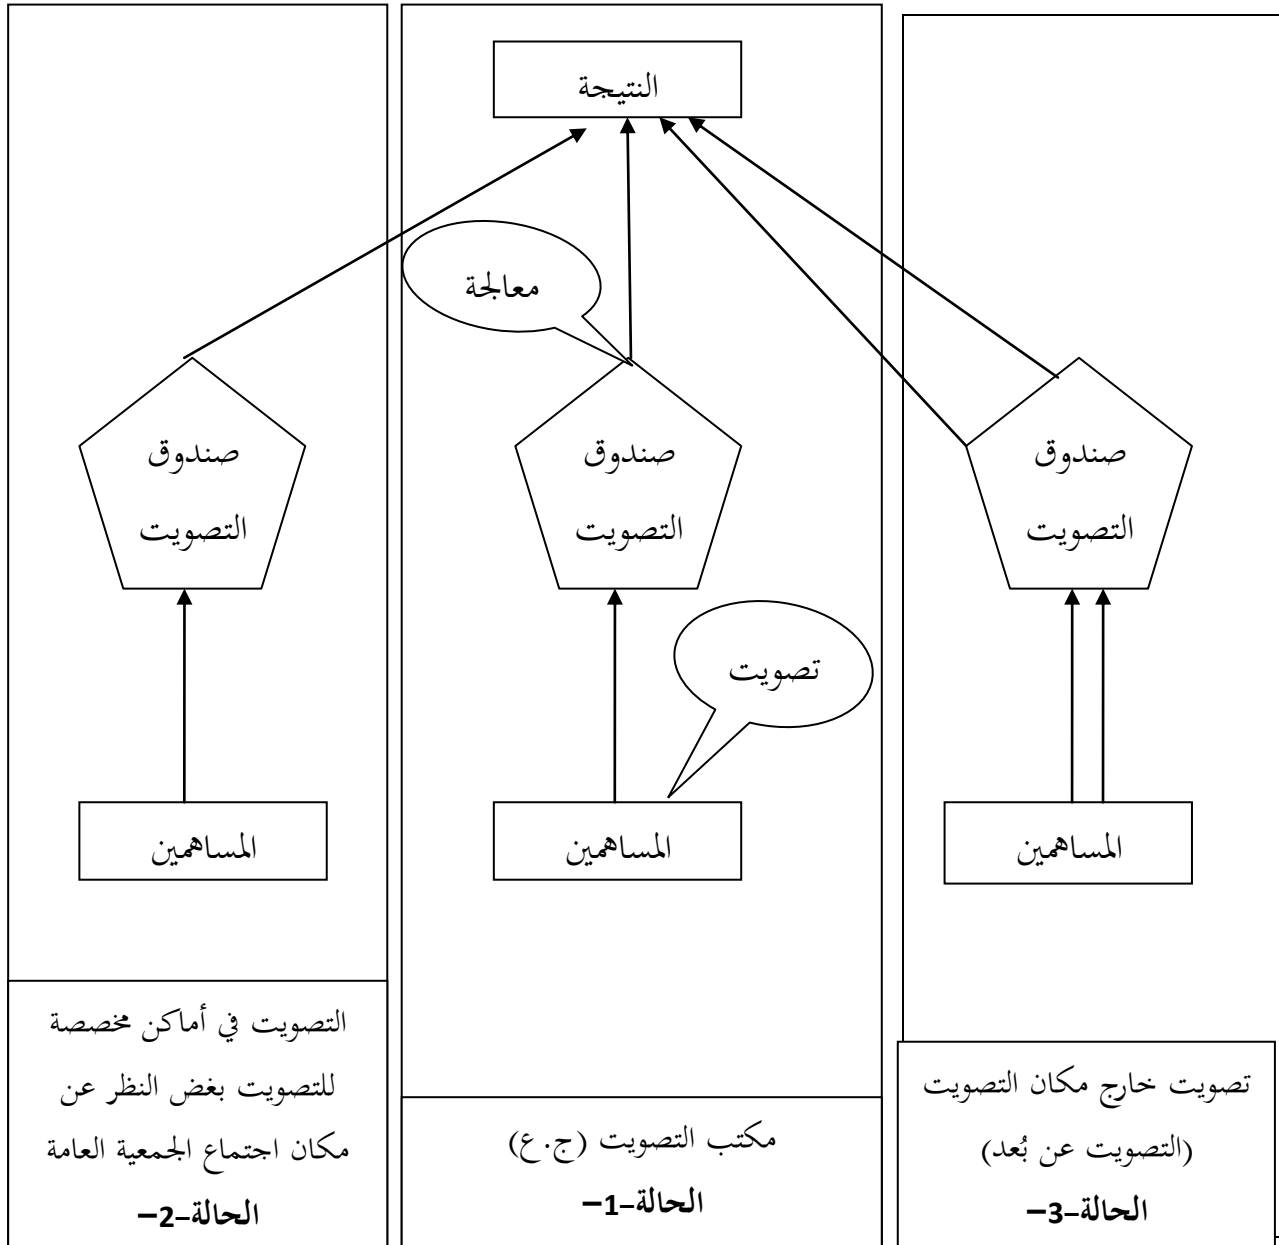 النتيجة
معالجة
صندوق
التصويت
صندوق
التصويت
صندوق
التصويت
تصويت
المساهمين
المساهمين
المساهمين
تصويت خارج مكان التصويت
(التصويت عن بُعد)
الحالة-3-
مكتب التصويت (ج.ع)
الحالة-1-
التصويت في أماكن مخصصة
للتصويت بغض النظر عن
مكان اجتماع الجمعية العامة
الحالة-2-